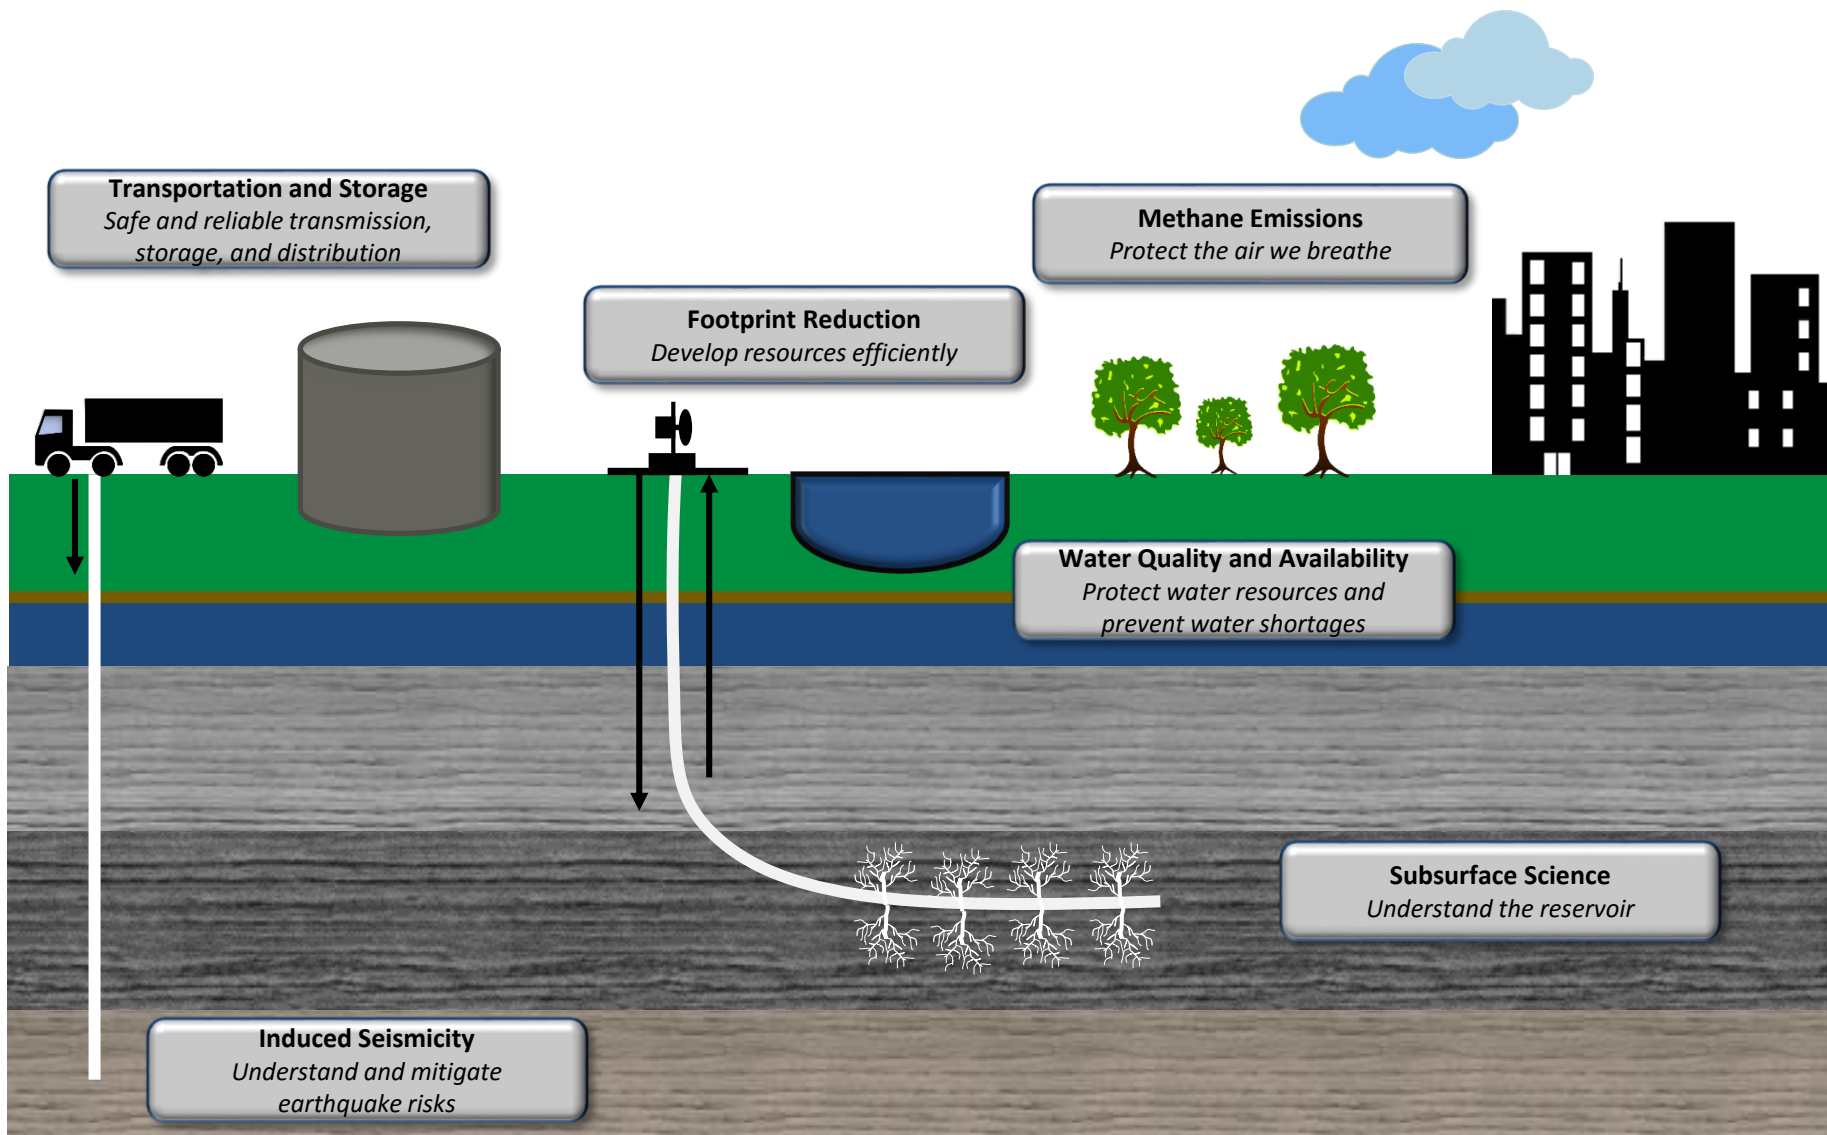 Transportation and Storage
Safe and reliable transmission,
storage, and distribution
Methane Emissions
Protect the air we breathe
Footprint Reduction
Develop resources efficiently
Water Quality and Availability
Protect water resources and
prevent water shortages
Subsurface Science
Understand the reservoir
Induced Seismicity
Understand and mitigate
earthquake risks